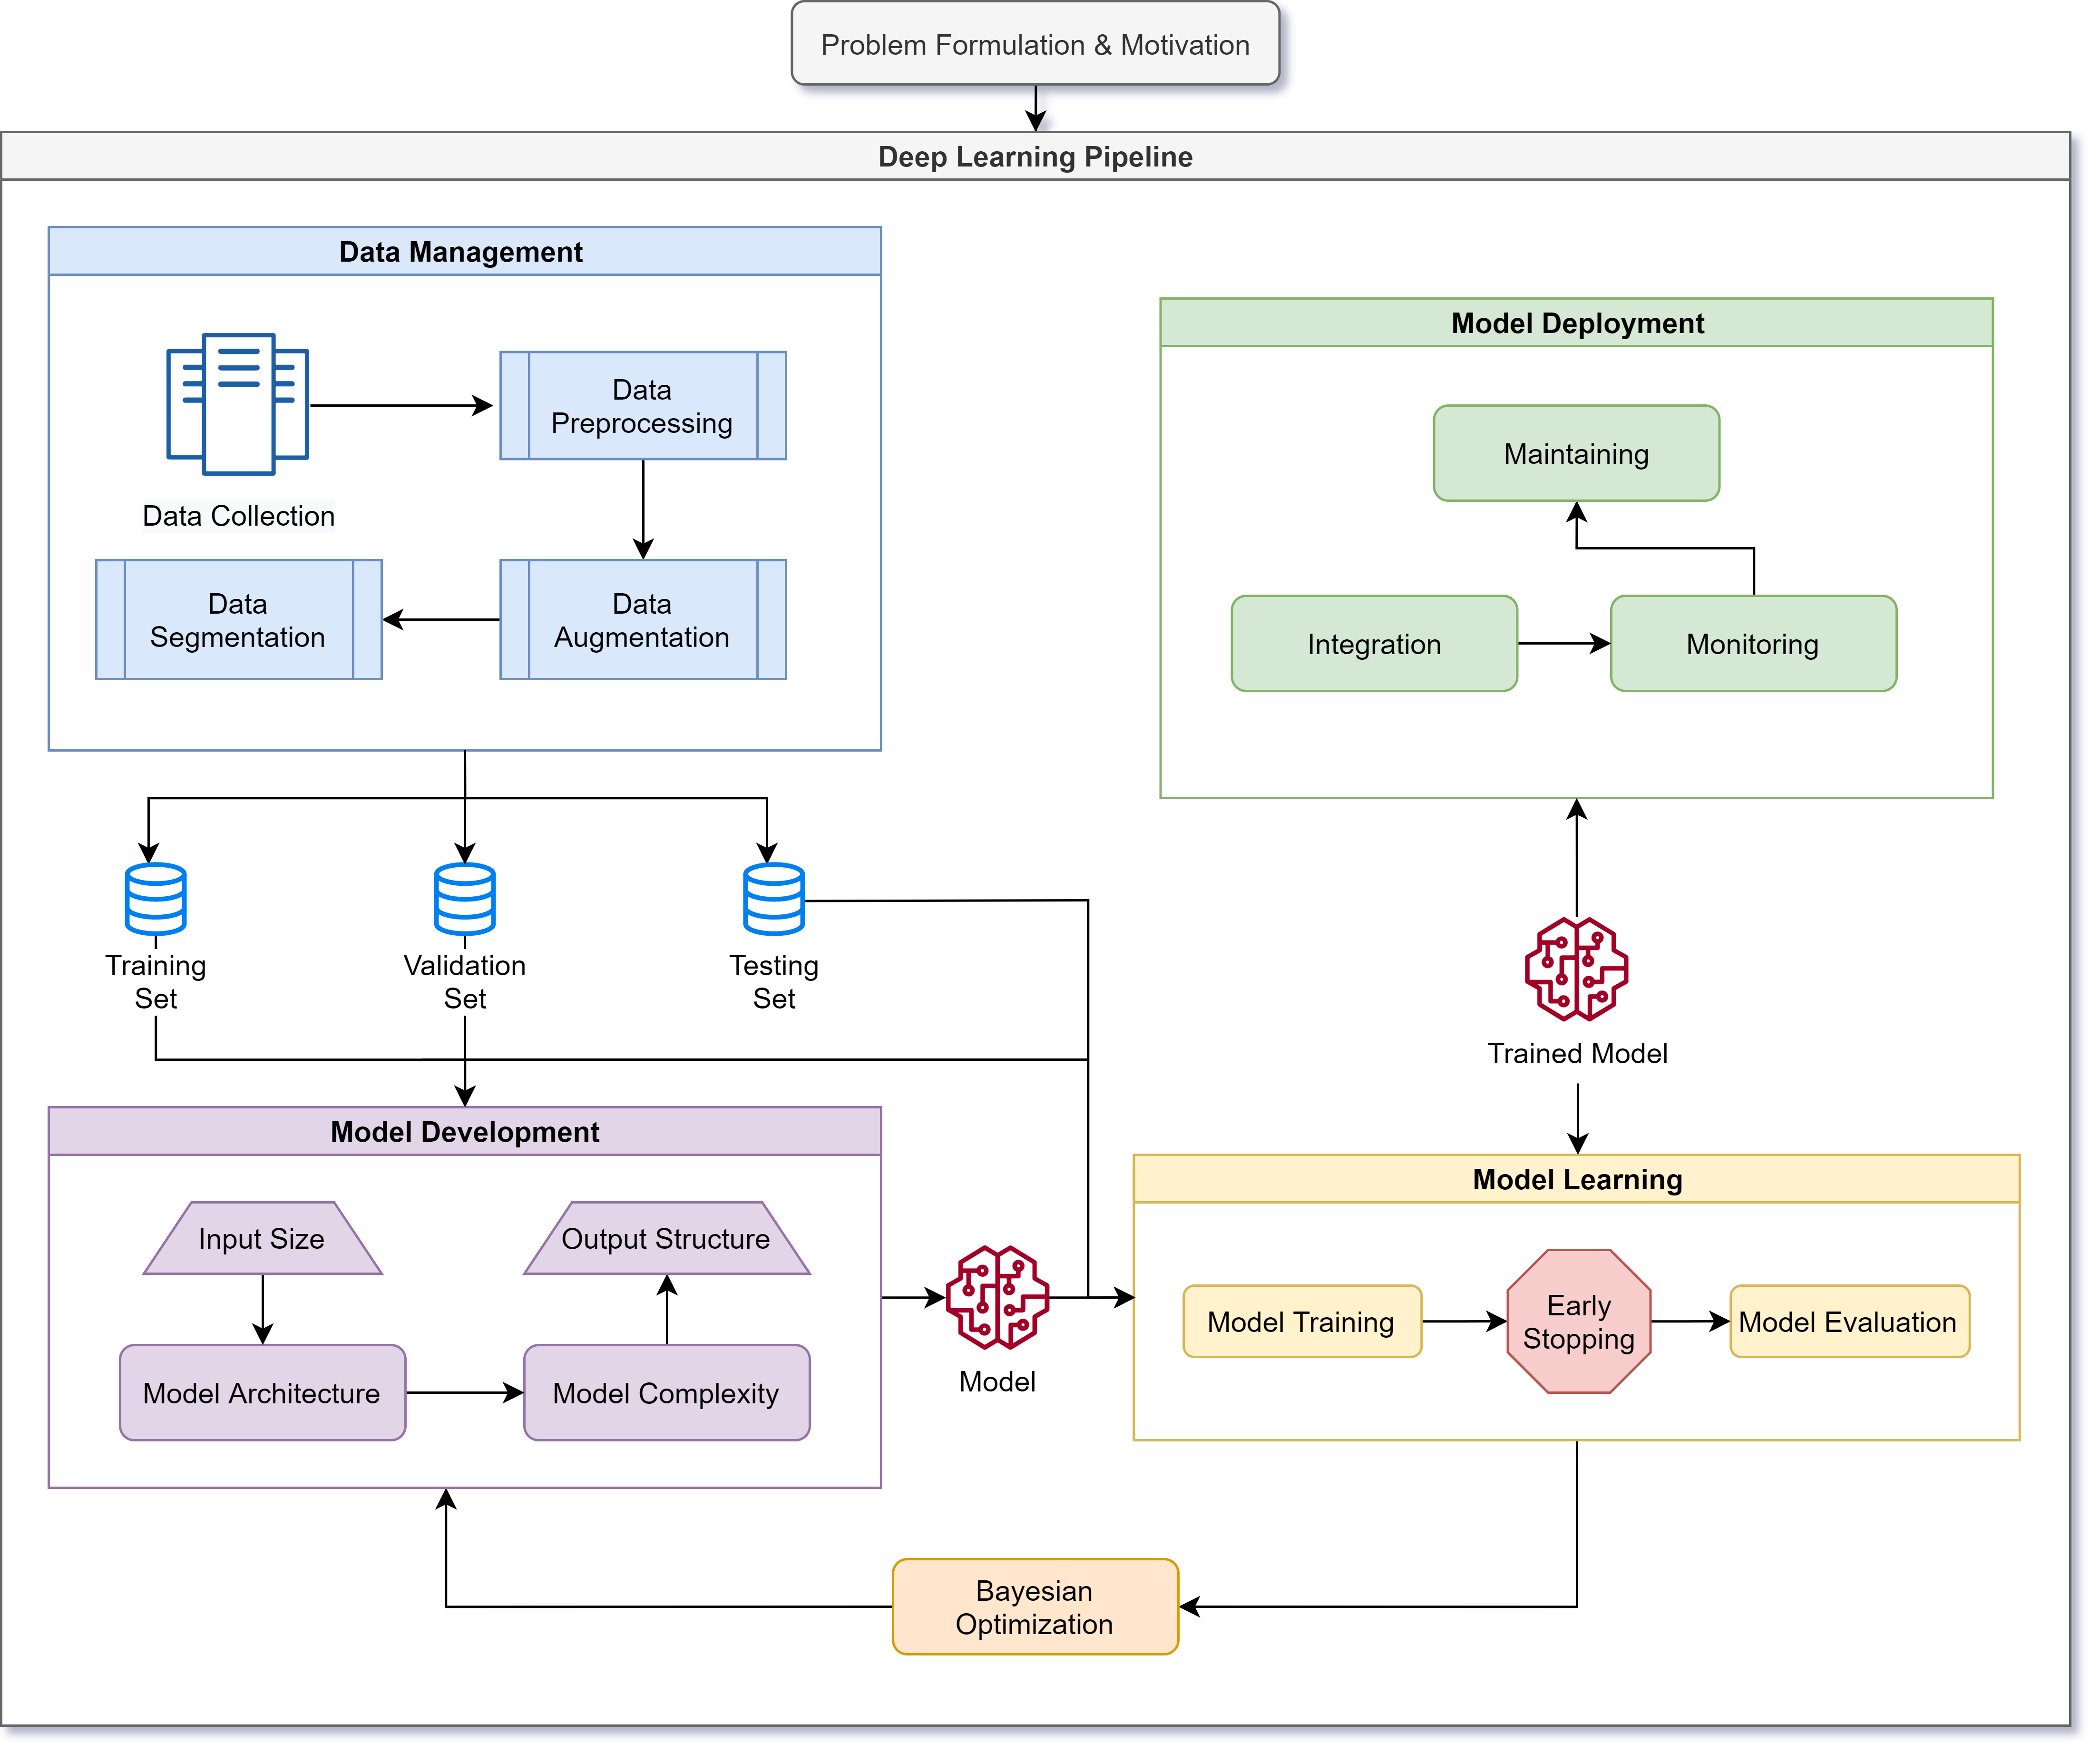 Problem Formulation & Motivation
Deep Learning Pipeline
Data Management
Data
Preprocessing
Data Collection
Data
Segmentation
Data
Augmentation
Model Deployment
Maintaining
Integration
Monitoring
Training
Set
Validation
Set
Testing
Set
Trained Model
Model Development
Input Size
Output Structure
Model Architecture
Model Complexity
Model
Model Learning
Model Training
Early
Stopping
Model Evaluation
Bayesian
Optimization